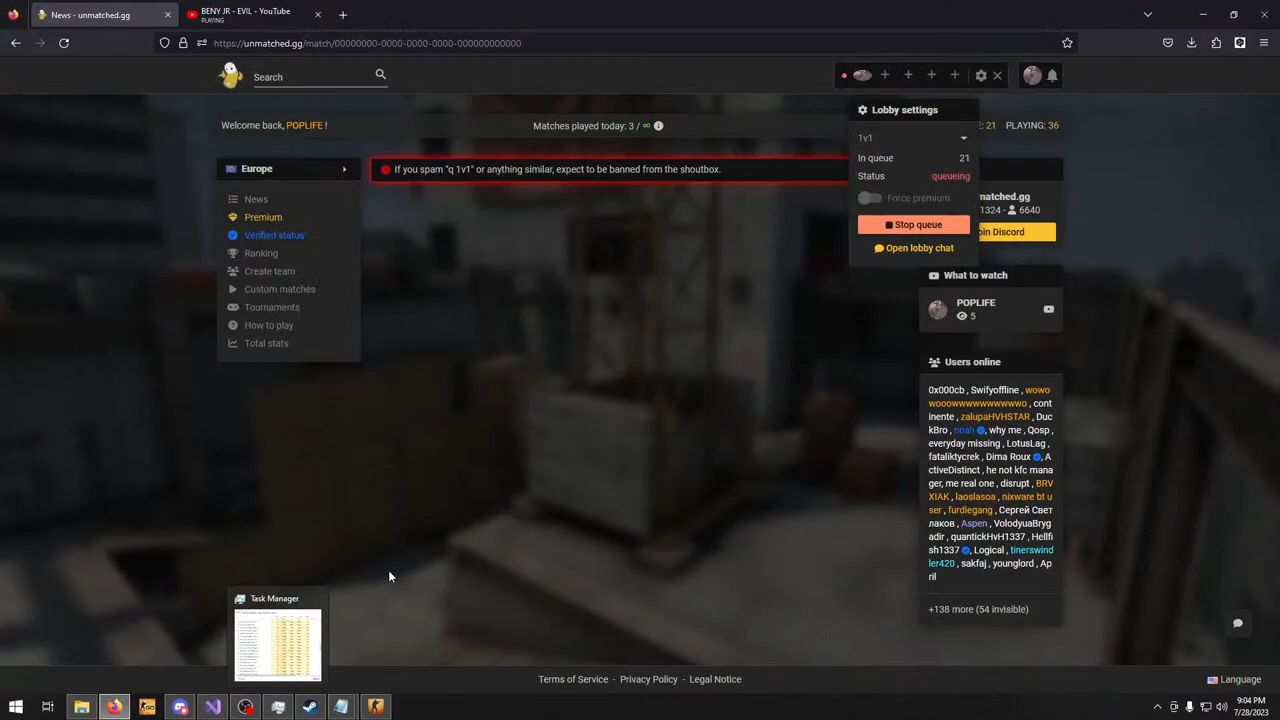 News - unmatched.gg
BENY JR - EVIL - YouTube
PLAYING
https://unmatched.gg/match/00000000-0000-0000-0000-000000000000
Search
Welcome back, POPLIFE !
Matches played today: 3 / ∞
: 21 PLAYING: 36
Lobby settings
1v1
In queue 21
Status queueing
Force premium
Stop queue
Open lobby chat
Europe
If you spam "q 1v1" or anything similar, expect to be banned from the shoutbox.
News
Premium
Verified status
Ranking
Create team
Custom matches
Tournaments
How to play
Total stats
matched.gg
1324 - 6640
oin Discord
What to watch
POPLIFE
5
Users online
0x000cb , Swifyoffline , wowo
wooowwwwwwwwwwo , cont
inente , zalupaHVHSTAR , Duc
kBro , noah , why me , Qosp ,
everyday missing , LotusLag ,
fataliktycrek , Dima Roux , A
ctiveDistinct , he not kfc mana
ger, me real one , disrupt , BRV
XIAK , laoslasoa , nixware bt u
ser , furdiegang , Сергей Свет
лаков , Aspen , VolodyuaBryg
adir , quantickHvH1337 , Hellfi
sh1337 , Logical , tinerswind
ler420 , sakfaj , younglord , Ap
ril
+113 more (54 invisible)
Task Manager
Terms of Service Privacy Policy Legal Notice
Language
9:04 PM
7/28/2023